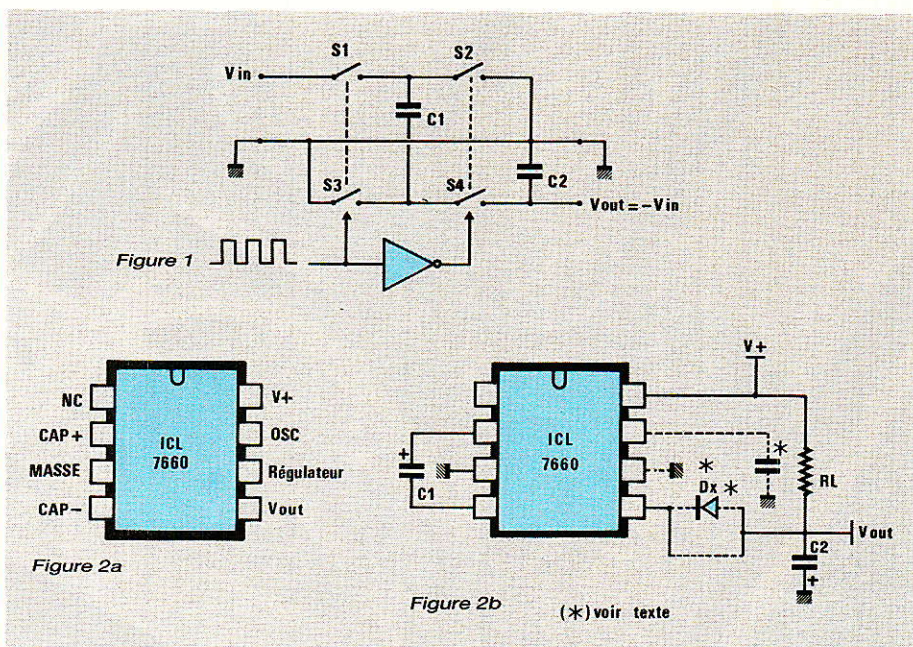 S1
S2
Vin
C1
C2
S3
S4
Vout = -Vin
Figure 1
V+
NC
V+
CAP+
OSC
ICL
7660
ICL
7660
*
MASSE
Régulateur
+
C1
*
Dx *
RL
CAP-
Vout
Vout
C2
+
Figure 2a
Figure 2b
(*) voir texte